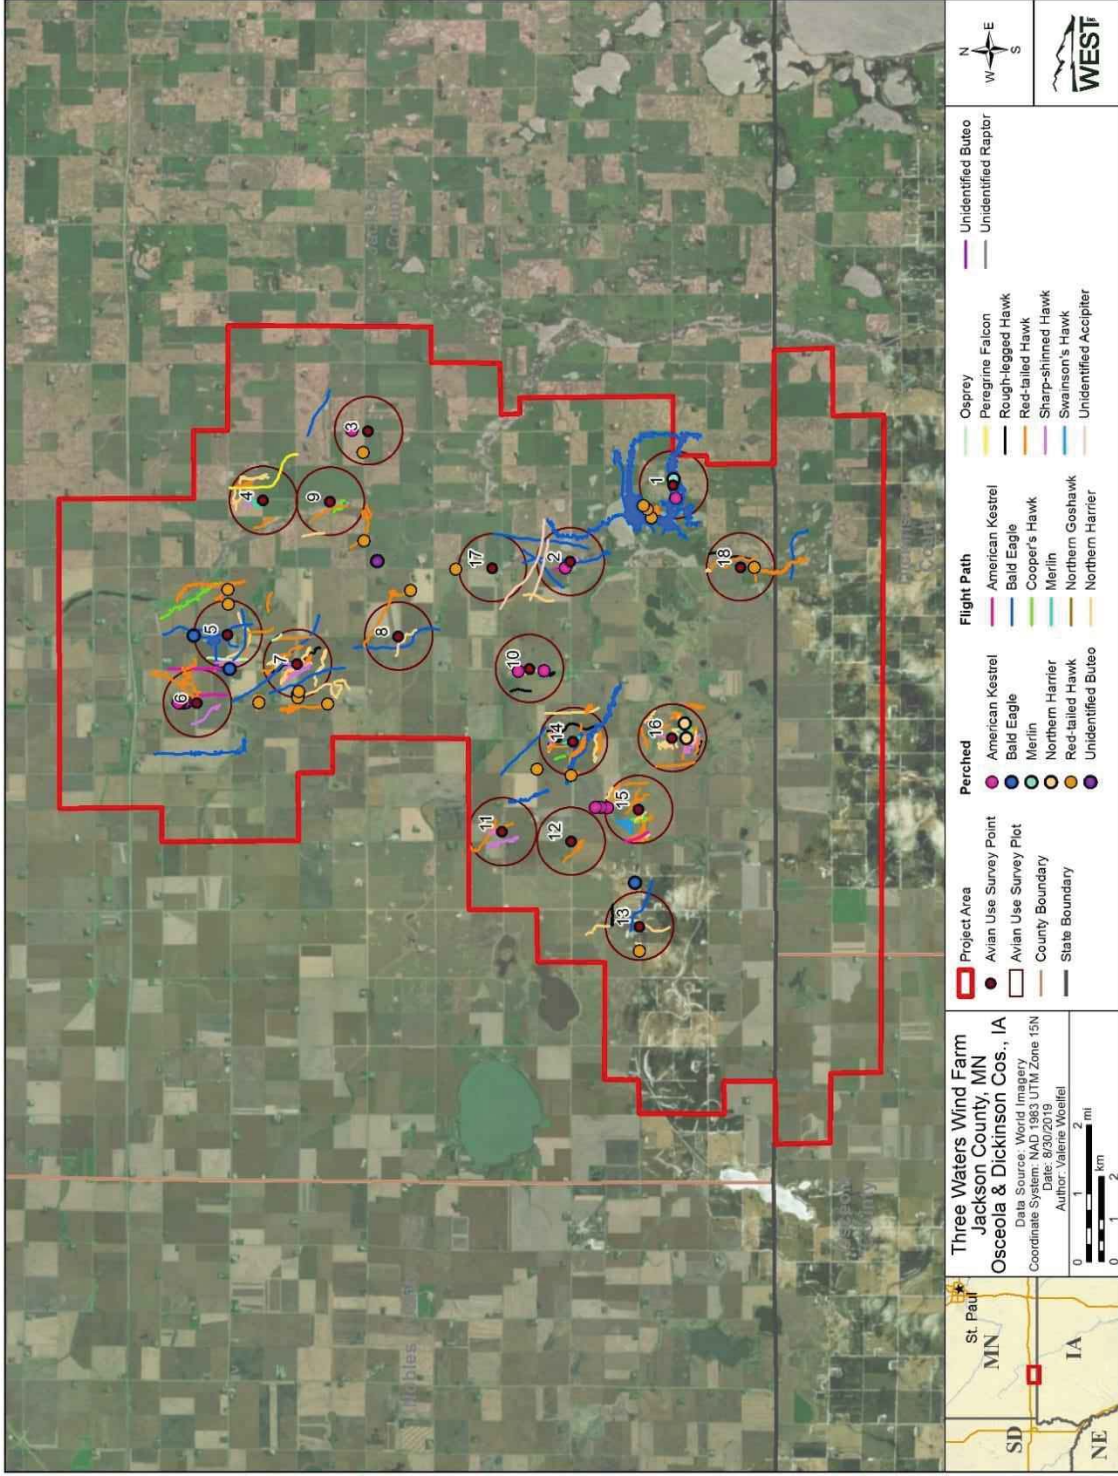 4
3
9
5
6
7
8
17
2
1
18
10
14
16
11
12
15
13
St. Paul
MN
SD
IA
NE
Three Waters Wind Farm
Jackson County, MN
Osceola & Dickinson Cos., IA
Data Source: World Imagery
Coordinate System: NAD 1983 UTM Zone 15N
Date: 8/30/2019
Author: Valerie Woelfel
0 1 2
mi
km
0 1 2
Project Area
Avian Use Survey Point
Avian Use Survey Plot
County Boundary
State Boundary
Perched
American Kestrel
Bald Eagle
Merlin
Northern Harrier
Red-tailed Hawk
Unidentified Buteo
Flight Path
American Kestrel
Bald Eagle
Cooper's Hawk
Merlin
Northern Goshawk
Northern Harrier
Osprey
Peregrine Falcon
Rough-legged Hawk
Red-tailed Hawk
Sharp-shinned Hawk
Swainson's Hawk
Unidentified Accipiter
Unidentified Buteo
Unidentified Raptor
N
W E
S
WEST